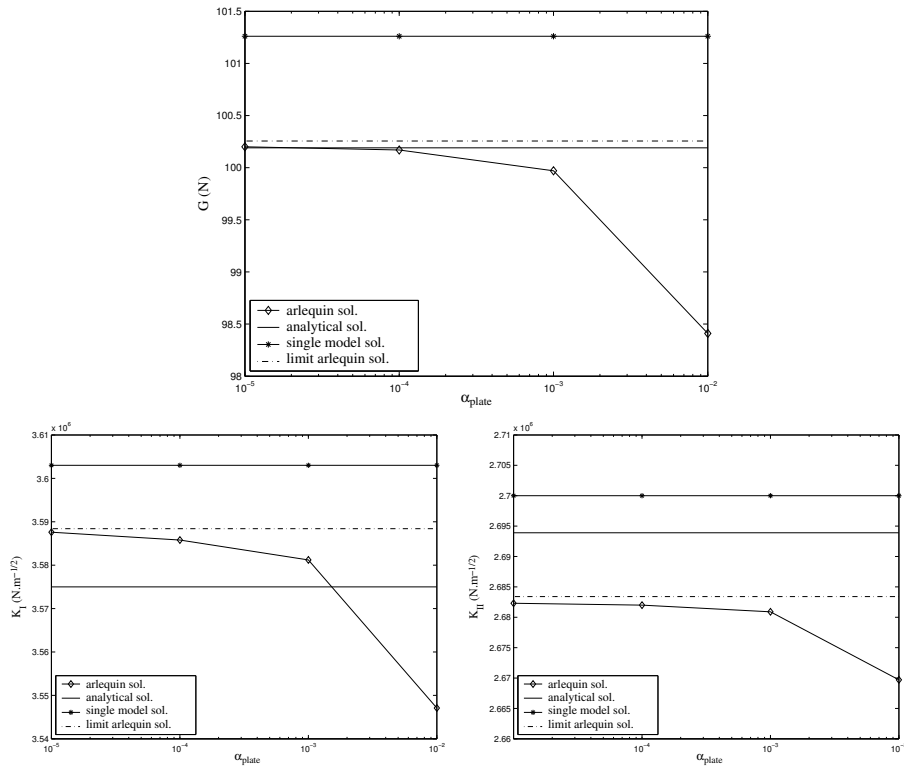 101.5
101
100.5
100
99.5
99
98.5
98
G (N)
arlequin sol.
analytical sol.
single model sol.
limit arlequin sol.
10⁻⁵ 10⁻⁴ 10⁻³ 10⁻²
α_plate
x 10⁶
3.61
3.6
3.59
3.58
3.57
3.56
3.55
3.54
K_I (N.m⁻¹/²)
arlequin sol.
analytical sol.
single model sol.
limit arlequin sol.
10⁻⁵ 10⁻⁴ 10⁻³ 10⁻²
α_plate
x 10⁶
2.71
2.705
2.7
2.695
2.69
2.685
2.68
2.675
2.67
2.665
2.66
K_II (N.m⁻¹/²)
arlequin sol.
analytical sol.
single model sol.
limit arlequin sol.
10⁻⁴ 10⁻³ 10⁻²
α_plate